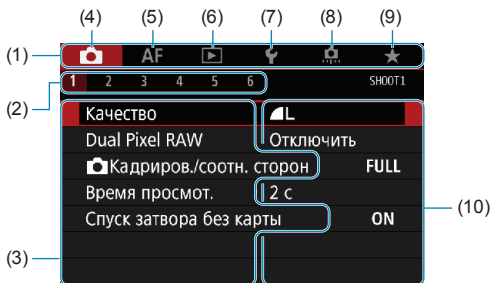 (4) (5) (6) (7) (8) (9)
(1) AF
(2) 1 2 3 4 5 6 SHOOT1
Качество L
Dual Pixel RAW Отключить
Кадриров./соотн. сторон FULL
Время просмот. 2 с
(10)
Спуск затвора без карты ON
(3)